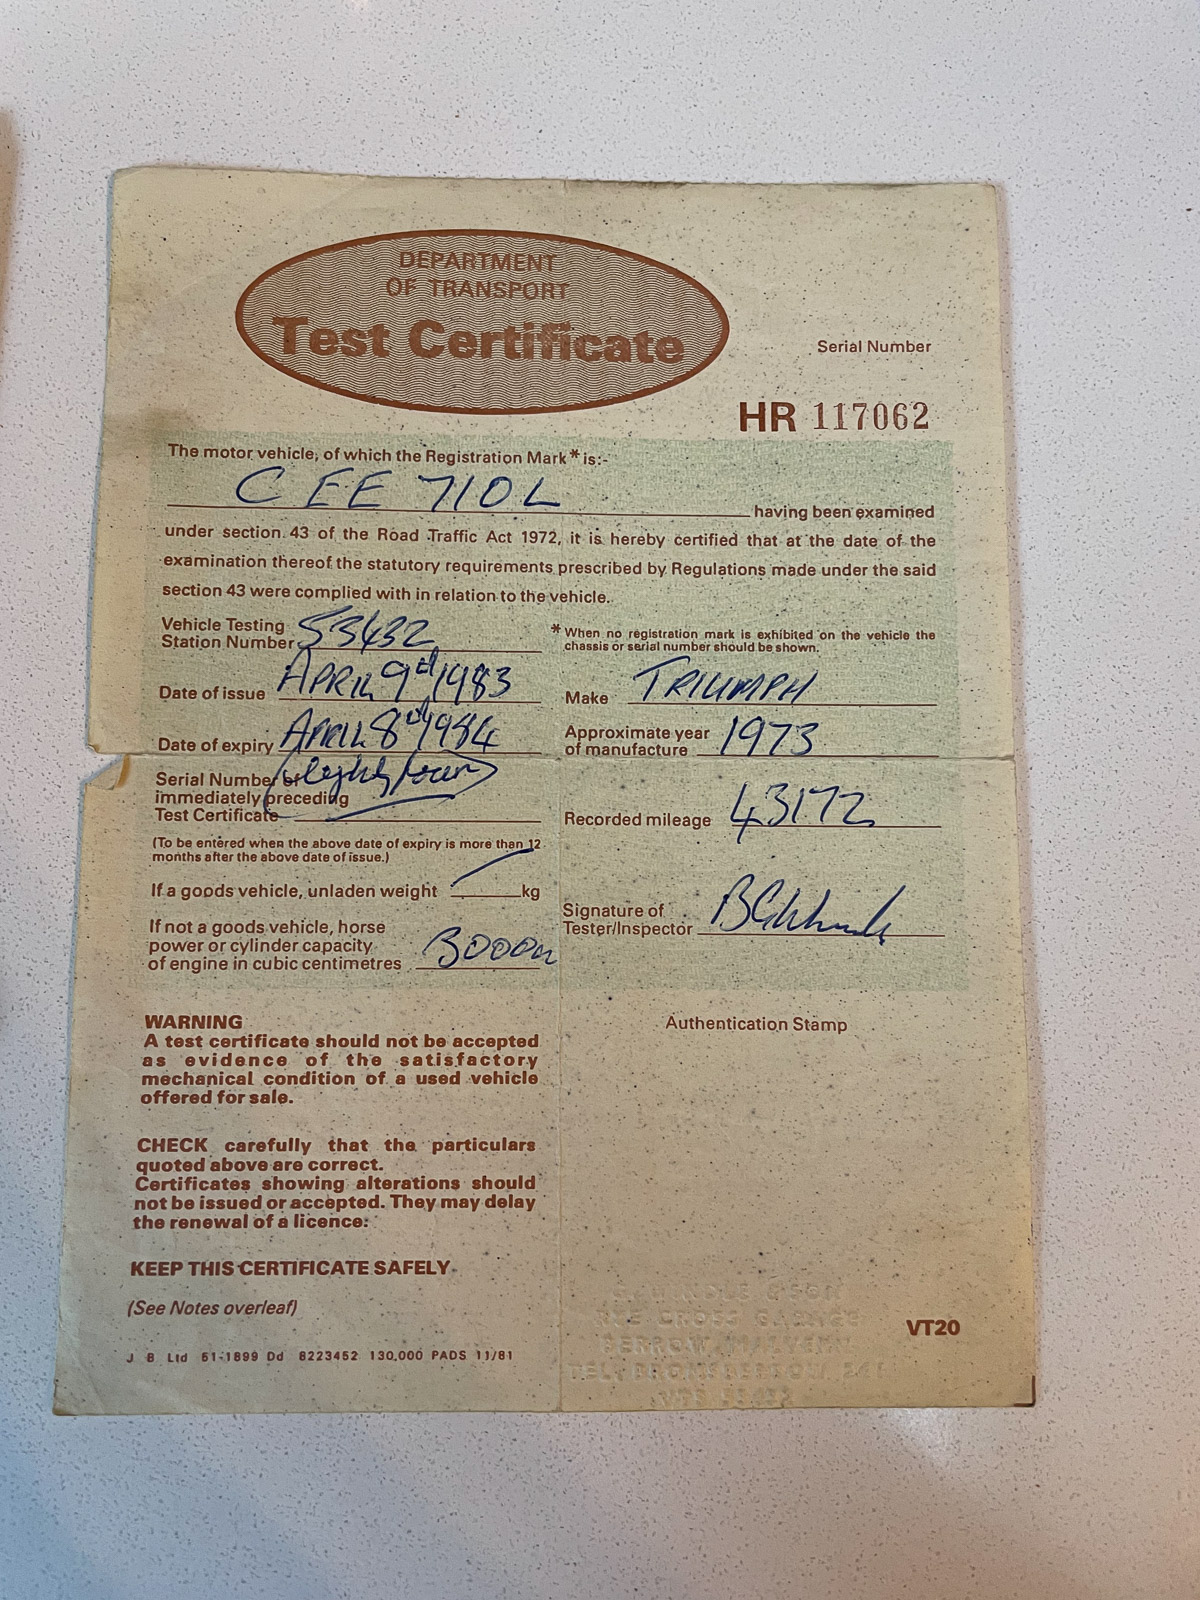 DEPARTMENT
OF TRANSPORT
Test Certificate
Serial Number
HR 117062
The motor vehicle, of which the Registration Mark* is:-
CEE 710L
having been examined
under section 43 of the Road Traffic Act 1972, it is hereby certified that at the date of the
examination thereof the statutory requirements prescribed by Regulations made under the said
section 43 were complied with in relation to the vehicle.
Vehicle Testing
Station Number 53432
*When no registration mark is exhibited on the vehicle the
chassis or serial number should be shown.
Date of issue APRIL 9th 1983
Make TRIUMPH
Date of expiry APRIL 8th 1984
(eighty four)
Approximate year
of manufacture 1973
Serial Number of
immediately preceding
Test Certificate
Recorded mileage 43172
(To be entered when the above date of expiry is more than 12
months after the above date of issue.)
If a goods vehicle, unladen weight kg
Signature of
Tester/Inspector
If not a goods vehicle, horse
power or cylinder capacity
of engine in cubic centimetres 3000cc
WARNING
A test certificate should not be accepted
as evidence of the satisfactory
mechanical condition of a used vehicle
offered for sale.
Authentication Stamp
CHECK carefully that the particulars
quoted above are correct.
Certificates showing alterations should
not be issued or accepted. They may delay
the renewal of a licence.
KEEP THIS CERTIFICATE SAFELY
(See Notes overleaf)
& SON
CROSS GARAGE
BERROW, MALVERN
TEL.
VTS 53432
VT20
J B Ltd 51-1899 Dd 8223452 130,000 PADS 11/81